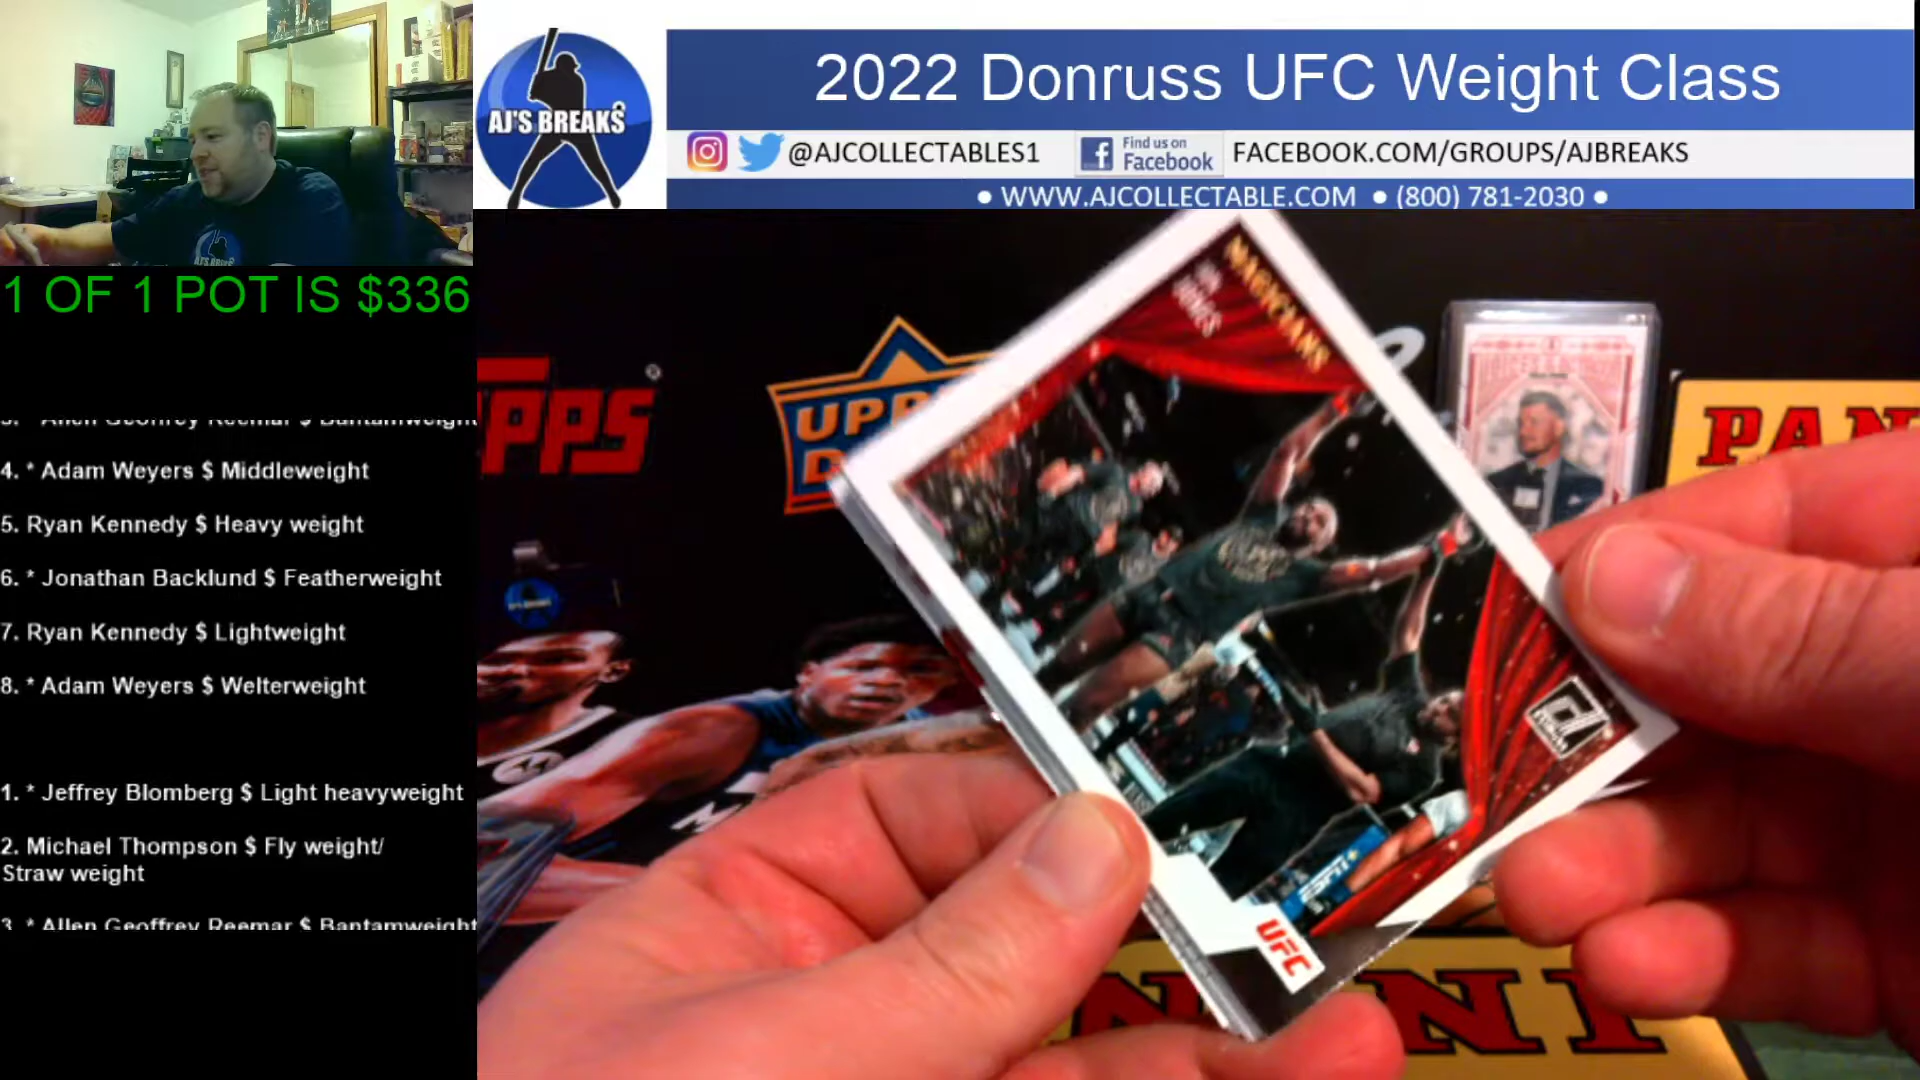 2022 Donruss UFC Weight Class
AJ'S BREAKS
@AJCOLLECTABLES1
Find us on
Facebook
FACEBOOK.COM/GROUPS/AJBREAKS
● WWW.AJCOLLECTABLE.COM ● (800) 781-2030 ●
1 OF 1 POT IS $336
3. * Allen Geoffrey Reemar $ Bantamweight
4. * Adam Weyers $ Middleweight
5. Ryan Kennedy $ Heavy weight
6. * Jonathan Backlund $ Featherweight
7. Ryan Kennedy $ Lightweight
8. * Adam Weyers $ Welterweight
1. * Jeffrey Blomberg $ Light heavyweight
2. Michael Thompson $ Fly weight/
Straw weight
3. * Allen Geoffrey Reemar $ Bantamweight
MAGICIANS
UFC
PANINI